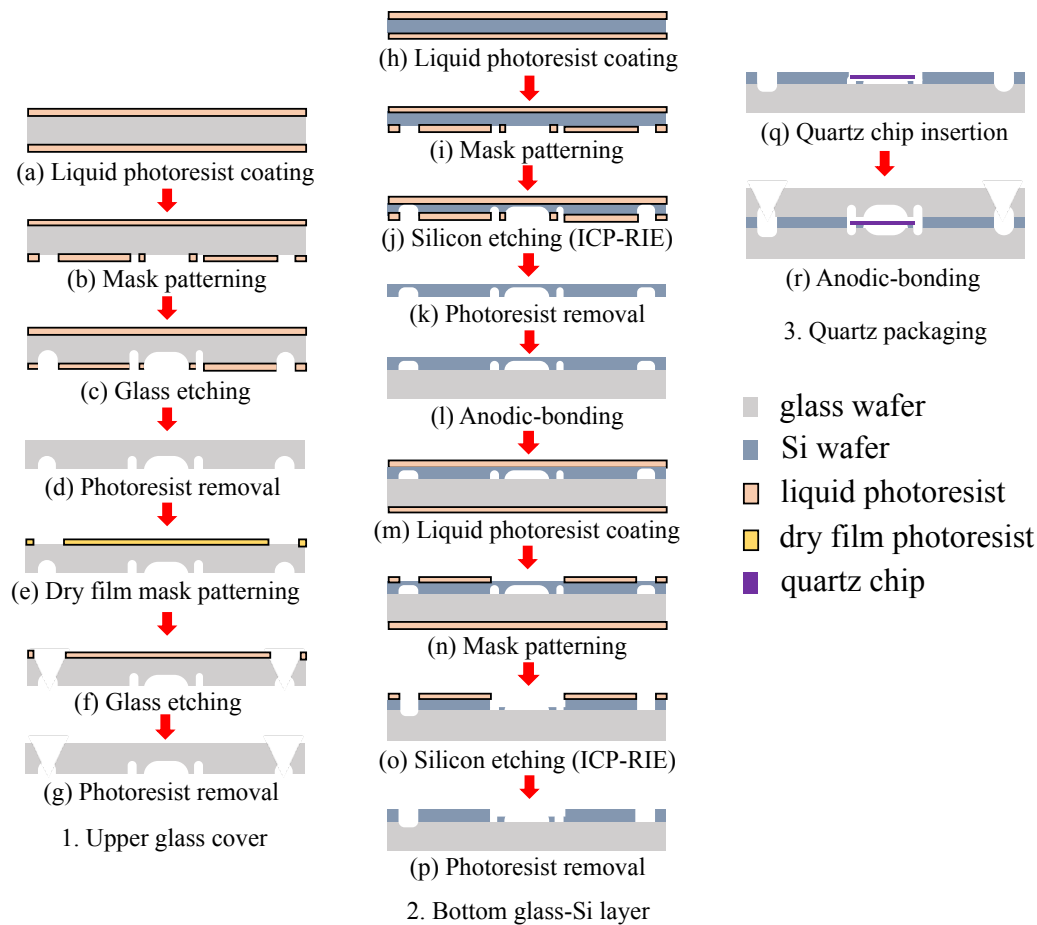 (a) Liquid photoresist coating
(b) Mask patterning
(c) Glass etching
(d) Photoresist removal
(e) Dry film mask patterning
(f) Glass etching
(g) Photoresist removal
1. Upper glass cover
(h) Liquid photoresist coating
(i) Mask patterning
(j) Silicon etching (ICP-RIE)
(k) Photoresist removal
(l) Anodic-bonding
(m) Liquid photoresist coating
(n) Mask patterning
(o) Silicon etching (ICP-RIE)
(p) Photoresist removal
2. Bottom glass-Si layer
(q) Quartz chip insertion
(r) Anodic-bonding
3. Quartz packaging
glass wafer
Si wafer
liquid photoresist
dry film photoresist
quartz chip